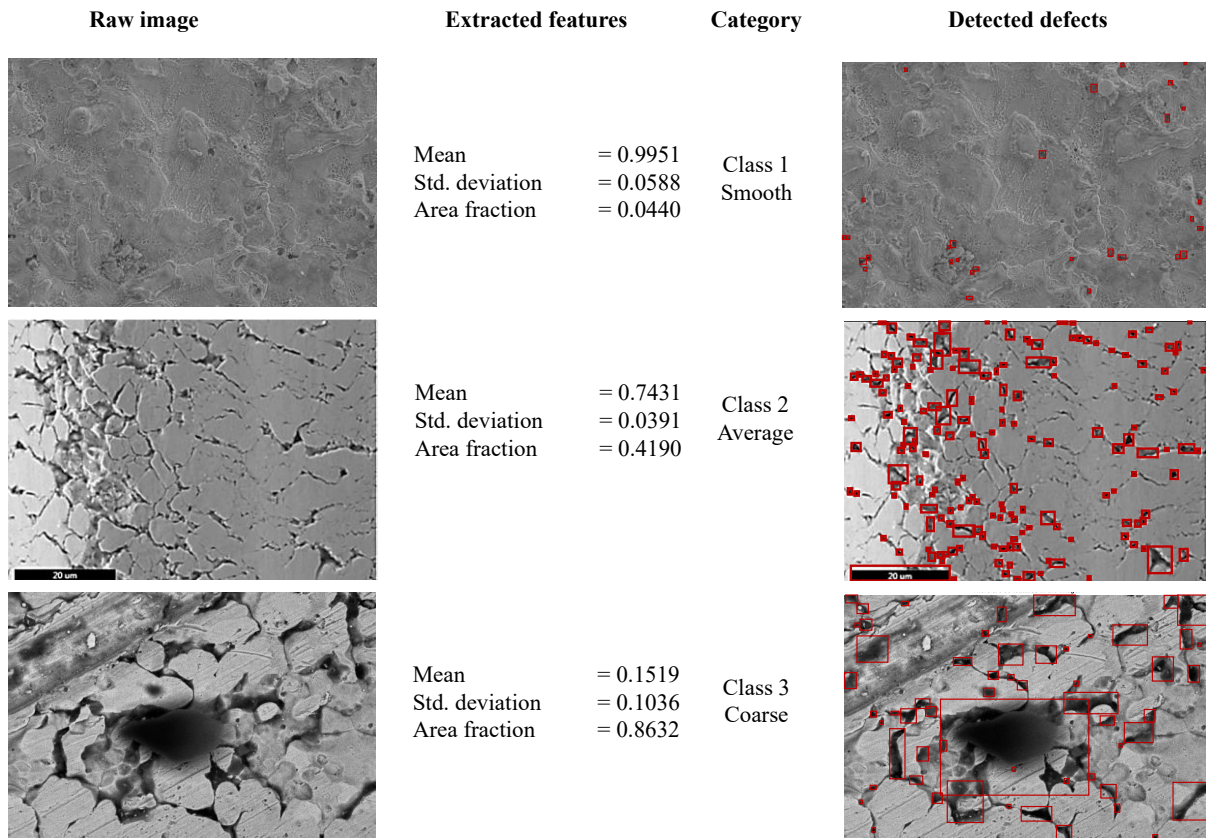 Raw image Extracted features Category Detected defects
Mean = 0.9951
Std. deviation = 0.0588
Area fraction = 0.0440
Class 1
Smooth
Mean = 0.7431
Std. deviation = 0.0391
Area fraction = 0.4190
Class 2
Average
20 um
20 um
Mean = 0.1519
Std. deviation = 0.1036
Area fraction = 0.8632
Class 3
Coarse